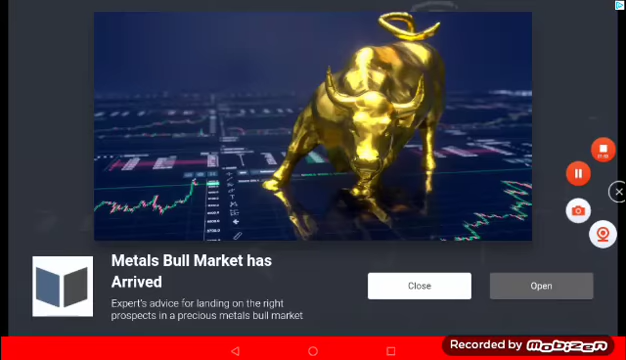 Metals Bull Market has
Arrived
Expert's advice for landing on the right
prospects in a precious metals bull market
Close
Open
Recorded by mobizen